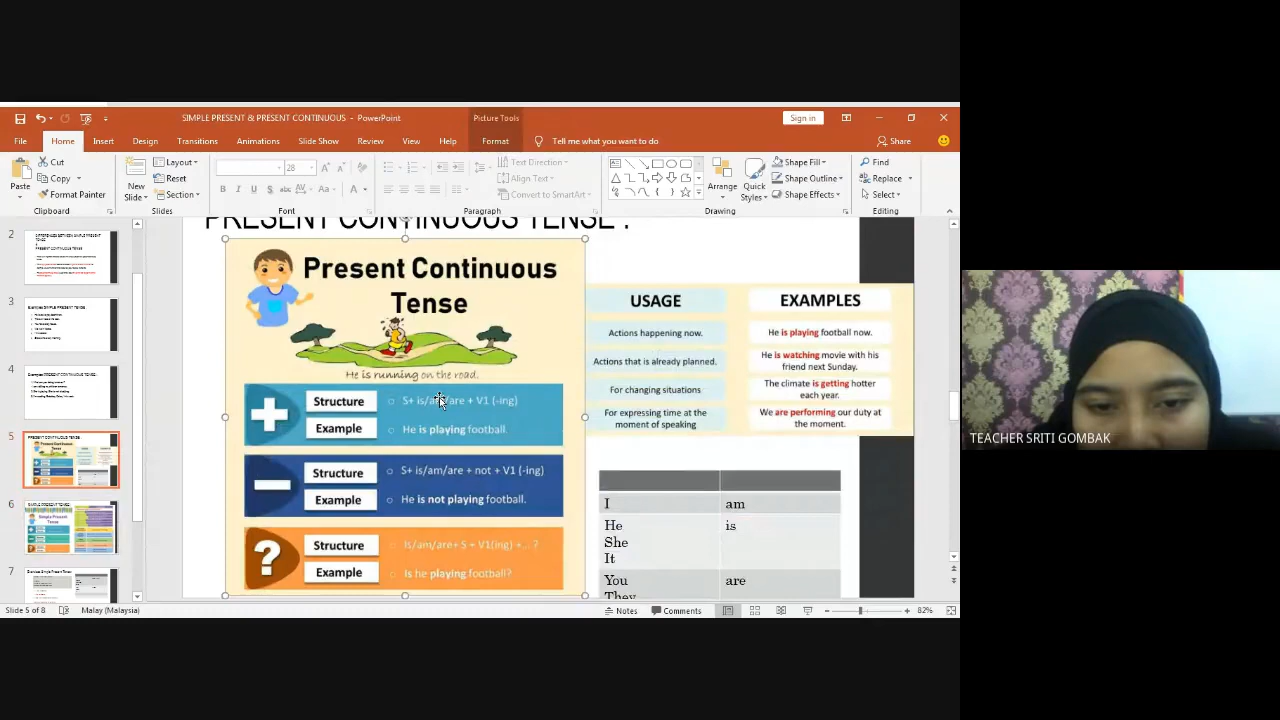 SIMPLE PRESENT & PRESENT CONTINUOUS - PowerPoint
Picture Tools
Sign in
File
Home
Insert
Design
Transitions
Animations
Slide Show
Review
View
Help
Format
Tell me what you want to do
Share
Paste
Cut
Copy
Format Painter
Clipboard
New
Slide
Layout
Reset
Section
Slides
28
Font
Text Direction
Align Text
Convert to SmartArt
Paragraph
Arrange
Quick
Styles
Shape Fill
Shape Outline
Shape Effects
Drawing
Find
Replace
Select
Editing
2
3
4
5
6
7
PRESENT CONTINUOUS TENSE :
Present Continuous
Tense
He is running on the road.
Structure
S+ is/am/are + V1 (-ing)
Example
He is playing football.
Structure
S+ is/am/are + not + V1 (-ing)
Example
He is not playing football.
?
Structure
Is/am/are+ S + V1(ing) +... ?
Example
Is he playing football?
USAGE
EXAMPLES
Actions happening now.
He is playing football now.
Actions that is already planned.
He is watching movie with his
friend next Sunday.
For changing situations
The climate is getting hotter
each year.
For expressing time at the
moment of speaking
We are performing our duty at
the moment.
I
am
He
is
She
It
You
are
They
Slide 5 of 8
Malay (Malaysia)
Notes
Comments
82%
TEACHER SRITI GOMBAK